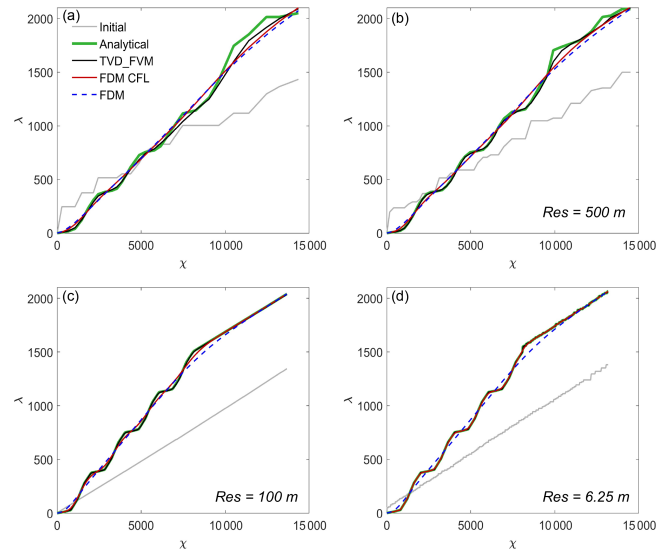 (a)
Initial
Analytical
TVD_FVM
FDM CFL
FDM
2000
1500
1000
500
0
λ
0 5000 10000 15000
χ
(b)
2000
1500
1000
500
0
λ
Res = 500 m
0 5000 10000 15000
χ
(c)
2000
1500
1000
500
0
λ
Res = 100 m
0 5000 10000 15000
χ
(d)
2000
1500
1000
500
0
λ
Res = 6.25 m
0 5000 10000 15000
χ